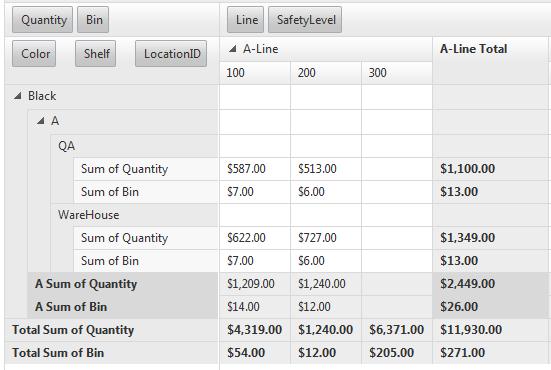 Quantity Bin Line SafetyLevel
Color Shelf LocationID A-Line A-Line Total
100 200 300
Black
A
QA
Sum of Quantity $587.00 $513.00 $1,100.00
Sum of Bin $7.00 $6.00 $13.00
WareHouse
Sum of Quantity $622.00 $727.00 $1,349.00
Sum of Bin $7.00 $6.00 $13.00
A Sum of Quantity $1,209.00 $1,240.00 $2,449.00
A Sum of Bin $14.00 $12.00 $26.00
Total Sum of Quantity $4,319.00 $1,240.00 $6,371.00 $11,930.00
Total Sum of Bin $54.00 $12.00 $205.00 $271.00